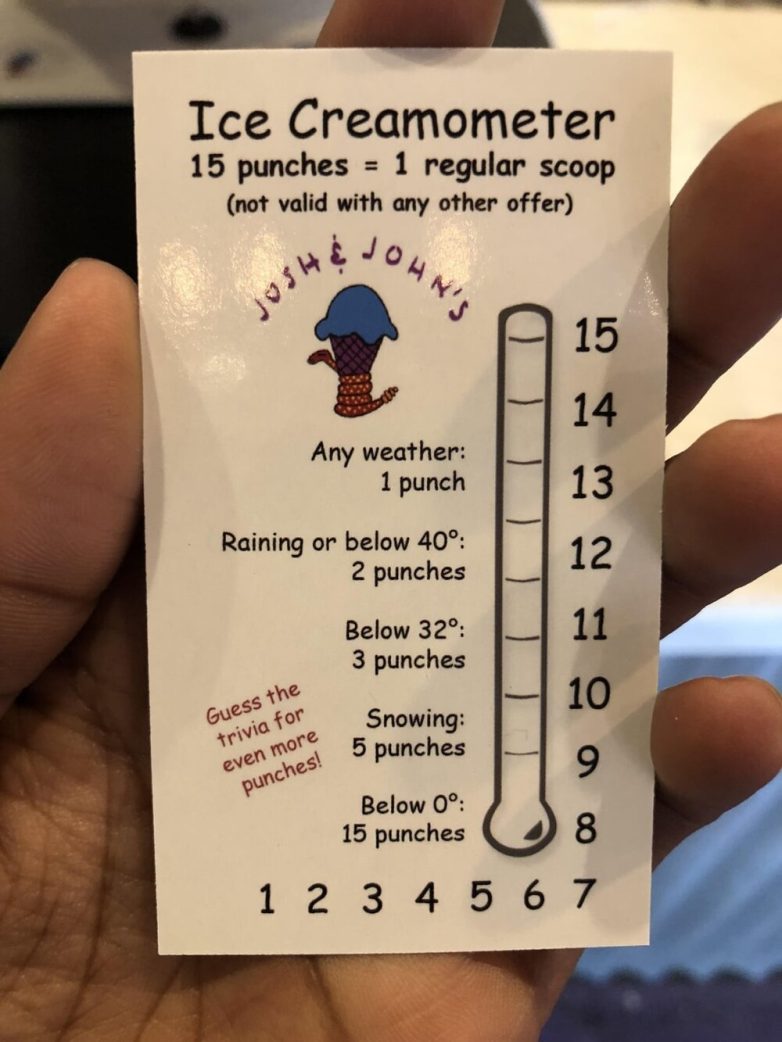 Ice Creamometer
15 punches = 1 regular scoop
(not valid with any other offer)
JOSH & JOHN'S
Any weather:
1 punch
Raining or below 40°:
2 punches
Below 32°:
3 punches
Snowing:
5 punches
Below 0°:
15 punches
Guess the
trivia for
even more
punches!
15
14
13
12
11
10
9
8
1 2 3 4 5 6 7